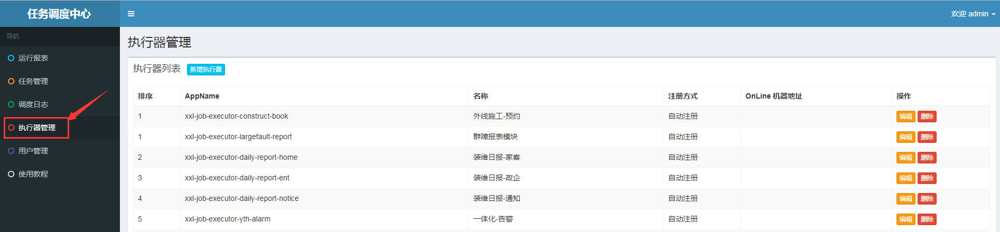 任务调度中心
欢迎 admin
导航
运行报表
任务管理
调度日志
执行器管理
用户管理
使用教程
执行器管理
执行器列表 新增执行器
排序 AppName 名称 注册方式 OnLine 机器地址 操作
1 xxl-job-executor-construct-book 外线施工-预约 自动注册 编辑 删除
1 xxl-job-executor-largefault-report 群障报表模块 自动注册 编辑 删除
2 xxl-job-executor-daily-report-home 装维日报-家客 自动注册 编辑 删除
3 xxl-job-executor-daily-report-ent 装维日报-政企 自动注册 编辑 删除
4 xxl-job-executor-daily-report-notice 装维日报-通知 自动注册 编辑 删除
5 xxl-job-executor-yth-alarm 一体化-告警 自动注册 编辑 删除